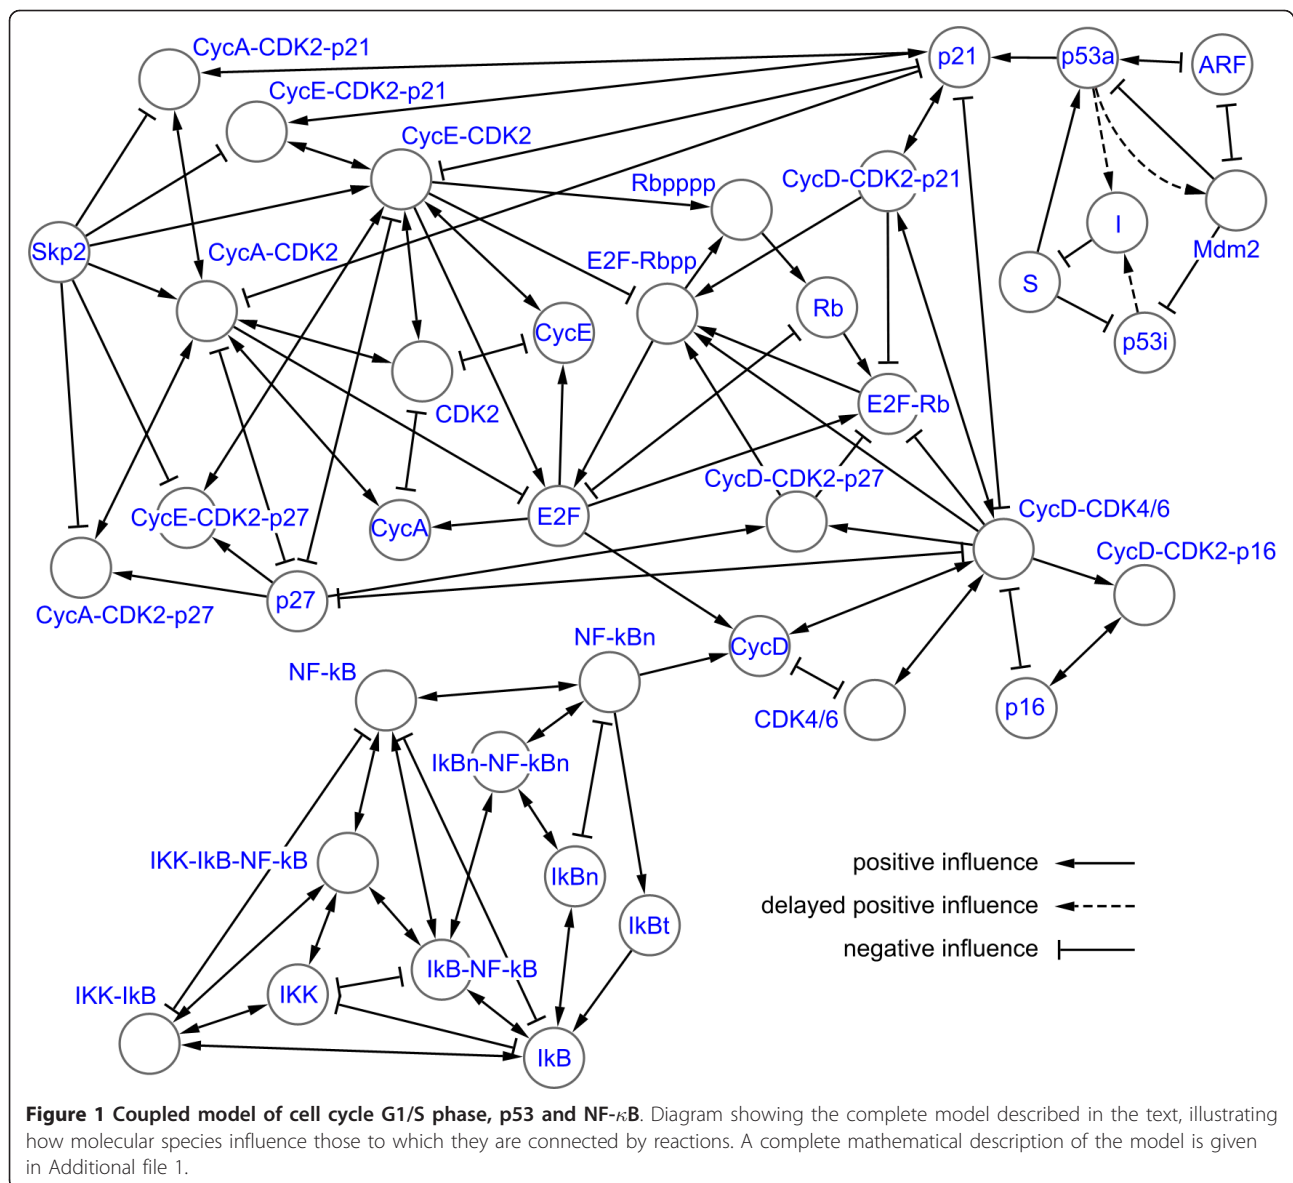 CycA-CDK2-p21
p21
p53a
ARF
CycE-CDK2-p21
CycE-CDK2
Rbpppp
CycD-CDK2-p21
I
Skp2
CycA-CDK2
E2F-Rbpp
Mdm2
S
Rb
CycE
p53i
CDK2
E2F-Rb
CycD-CDK2-p27
CycE-CDK2-p27
CycA
E2F
CycD-CDK4/6
CycD-CDK2-p16
CycA-CDK2-p27
p27
NF-kBn
CycD
NF-kB
CDK4/6
p16
IkBn-NF-kBn
IKK-IkB-NF-kB
positive influence
IkBn
delayed positive influence
IkBt
negative influence
IkB-NF-kB
IKK-IkB
IKK
IkB
Figure 1 Coupled model of cell cycle G1/S phase, p53 and NF-κB. Diagram showing the complete model described in the text, illustrating
how molecular species influence those to which they are connected by reactions. A complete mathematical description of the model is given
in Additional file 1.